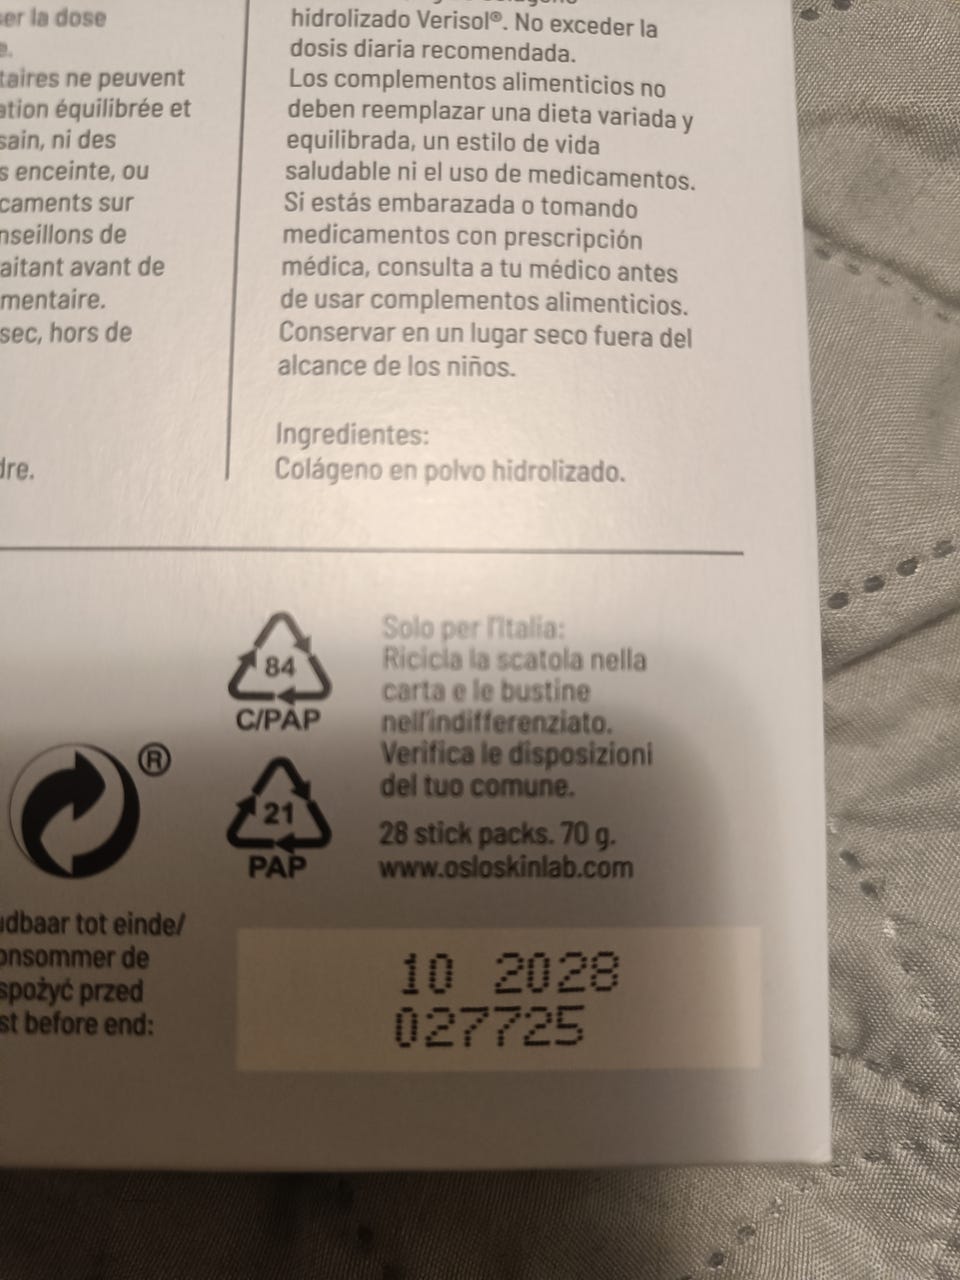 ser la dose
e.
taires ne peuvent
ation équilibrée et
sain, ni des
s enceinte, ou
caments sur
nseillons de
aitant avant de
mentaire.
sec, hors de
dre.
hidrolizado Verisol®. No exceder la
dosis diaria recomendada.
Los complementos alimenticios no
deben reemplazar una dieta variada y
equilibrada, un estilo de vida
saludable ni el uso de medicamentos.
Si estás embarazada o tomando
medicamentos con prescripción
médica, consulta a tu médico antes
de usar complementos alimenticios.
Conservar en un lugar seco fuera del
alcance de los niños.
Ingredientes:
Colágeno en polvo hidrolizado.
84
C/PAP
®
21
PAP
Solo per l'Italia:
Ricicla la scatola nella
carta e le bustine
nell'indifferenziato.
Verifica le disposizioni
del tuo comune.
28 stick packs. 70 g.
www.osloskinlab.com
udbaar tot einde/
onsommer de
spożyć przed
st before end:
10 2028
027725